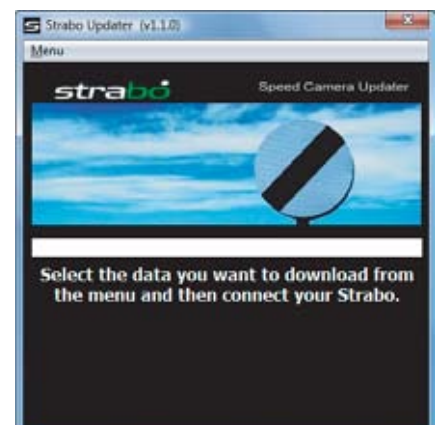 Strabo Updater (v1.1.0)
Menu
strabo
Speed Camera Updater
Select the data you want to download from
the menu and then connect your Strabo.